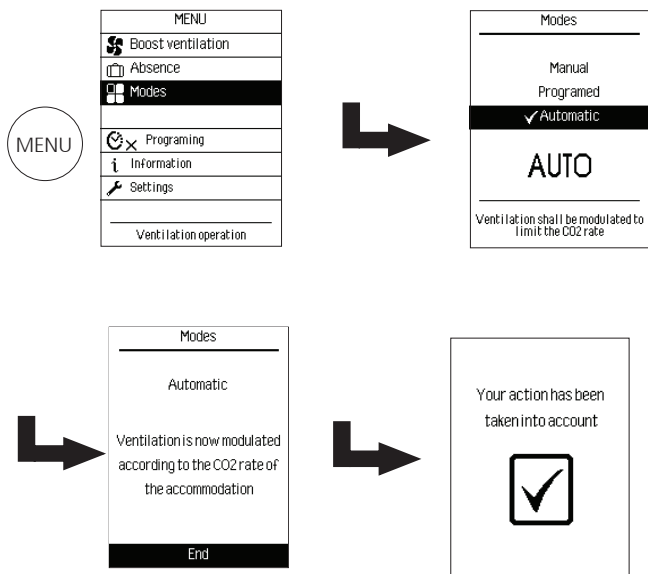 MENU
MENU
Boost ventilation
Absence
Modes
Programing
i Information
Settings
Ventilation operation
Modes
Manual
Programed
✓ Automatic
AUTO
Ventilation shall be modulated to
limit the CO2 rate
Modes
Automatic
Ventilation is now modulated
according to the CO2 rate of
the accommodation
End
Your action has been
taken into account